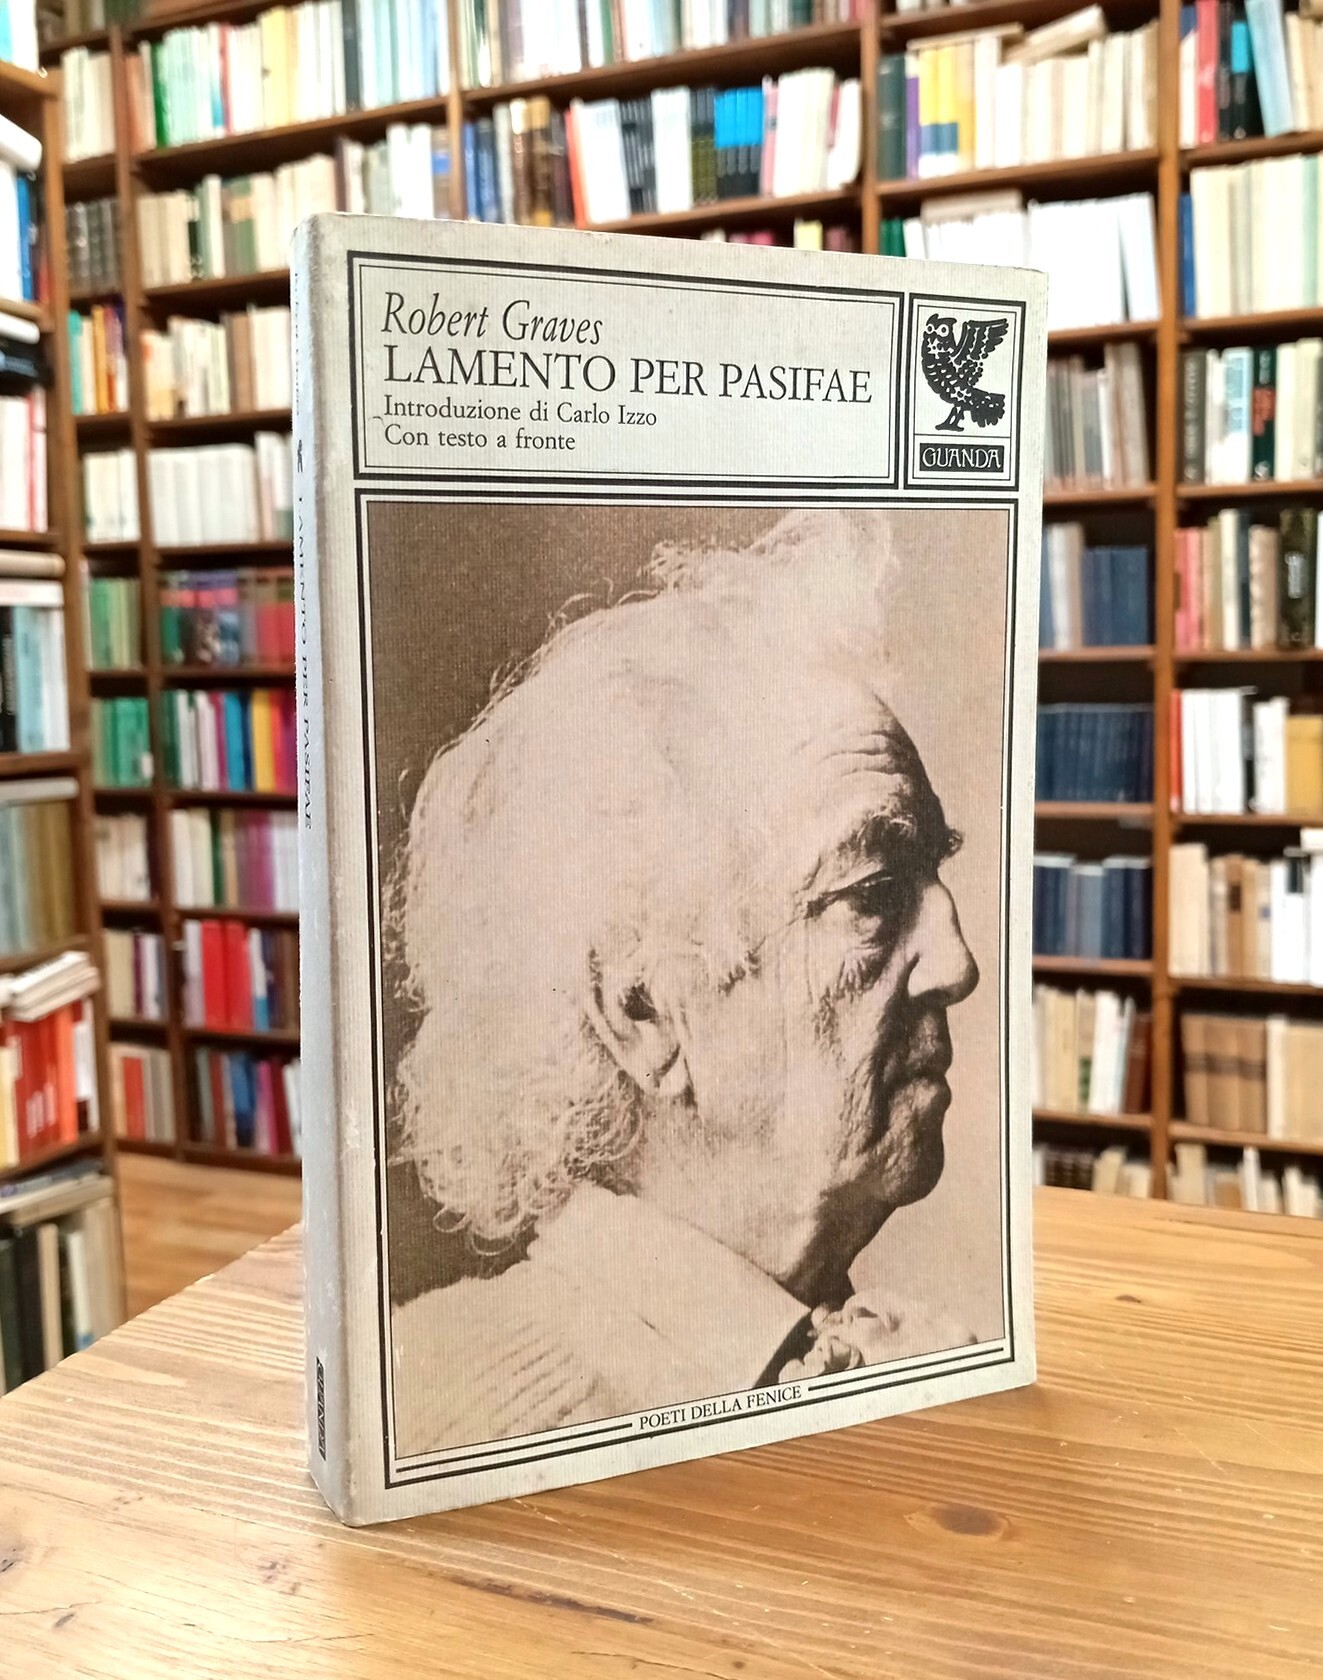 Robert Graves
LAMENTO PER PASIFAE
Introduzione di Carlo Izzo
Con testo a fronte
GUANDA
POETI DELLA FENICE
LAMENTO PER PASIFAE
GUANDA